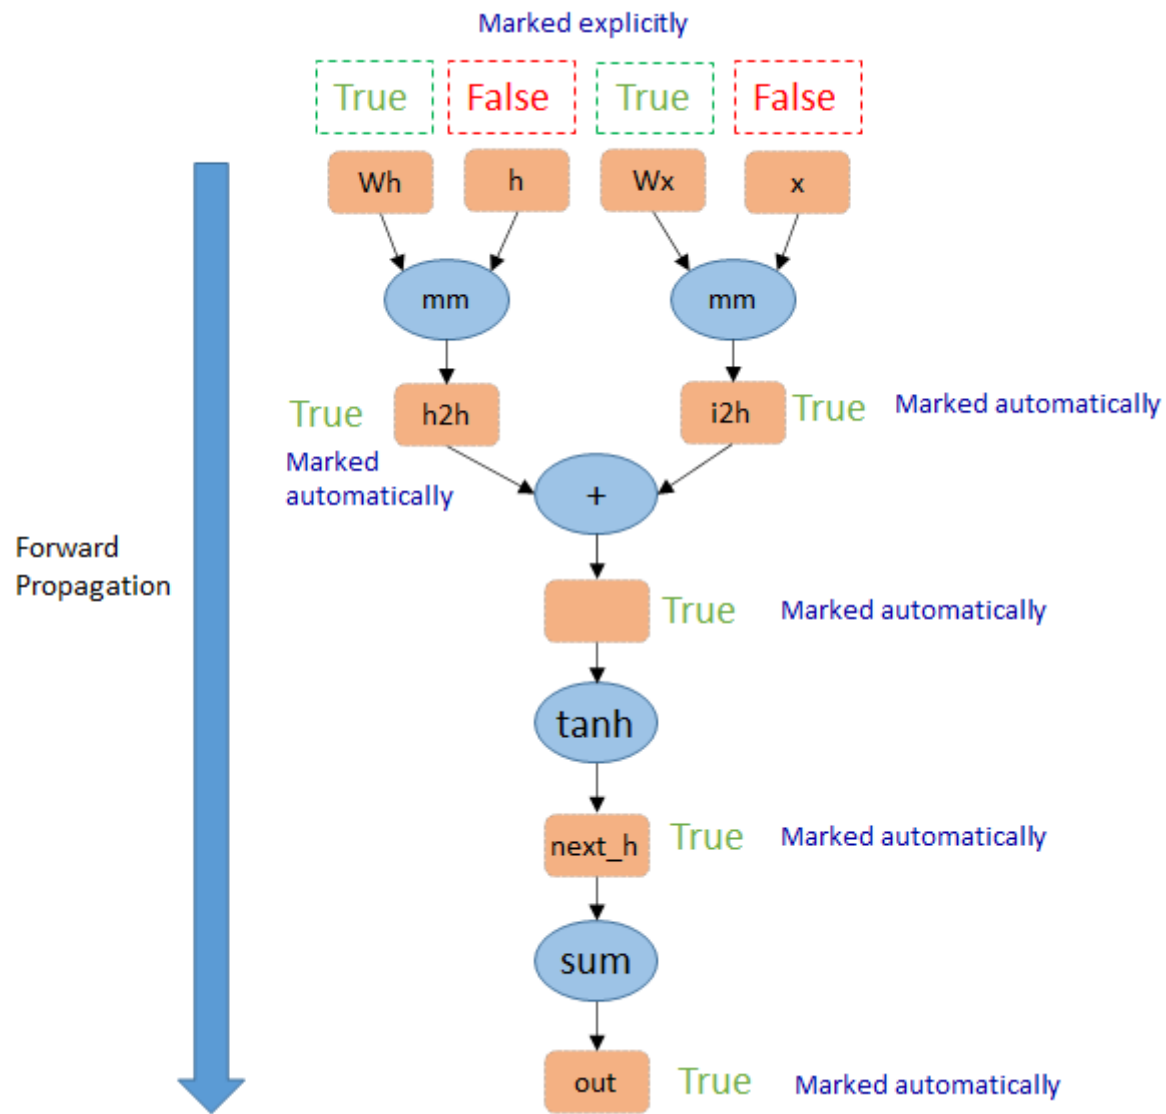 Marked explicitly
True
False
True
False
Wh
h
Wx
x
mm
mm
True
h2h
i2h
True
Marked automatically
Marked
automatically
+
Forward
Propagation
True
Marked automatically
tanh
next_h
True
Marked automatically
sum
out
True
Marked automatically